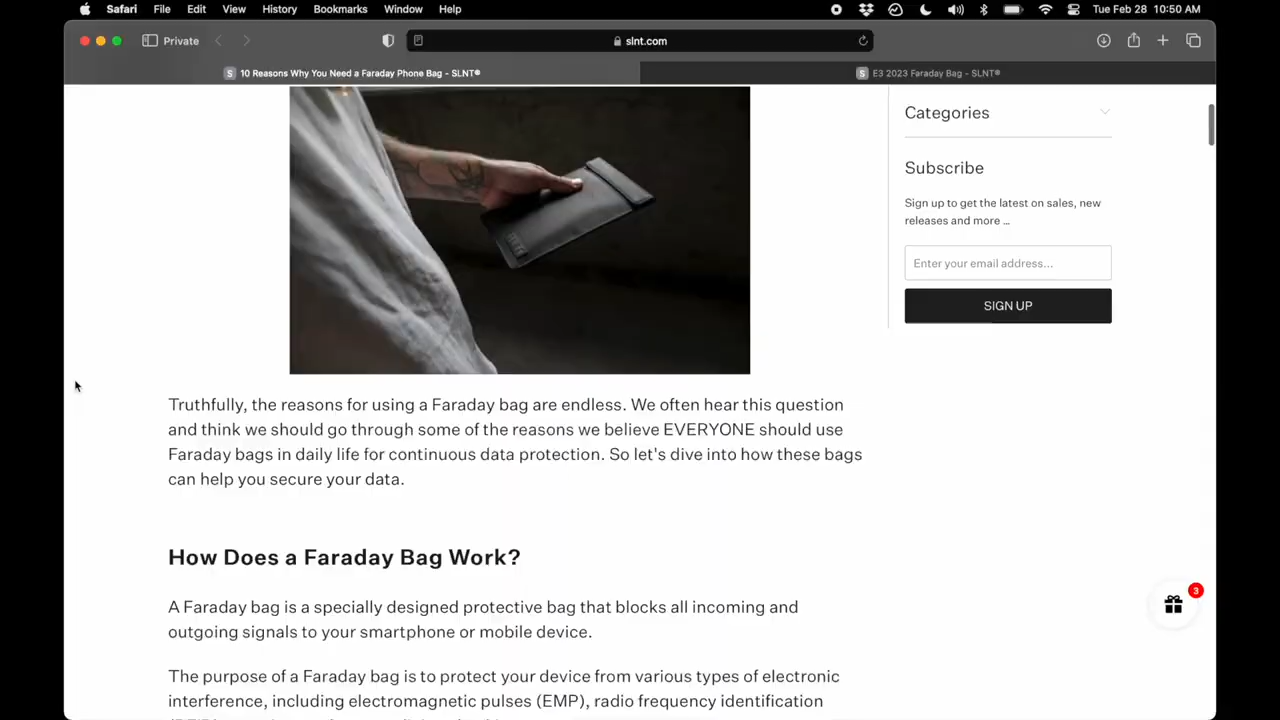 Safari File Edit View History Bookmarks Window Help Tue Feb 28 10:50 AM
Private slnt.com
S 10 Reasons Why You Need a Faraday Phone Bag - SLNT® S E3 2023 Faraday Bag - SLNT®
Categories
Subscribe
Sign up to get the latest on sales, new
releases and more ...
Enter your email address...
SIGN UP
Truthfully, the reasons for using a Faraday bag are endless. We often hear this question
and think we should go through some of the reasons we believe EVERYONE should use
Faraday bags in daily life for continuous data protection. So let's dive into how these bags
can help you secure your data.
How Does a Faraday Bag Work?
3
A Faraday bag is a specially designed protective bag that blocks all incoming and
outgoing signals to your smartphone or mobile device.
The purpose of a Faraday bag is to protect your device from various types of electronic
interference, including electromagnetic pulses (EMP), radio frequency identification